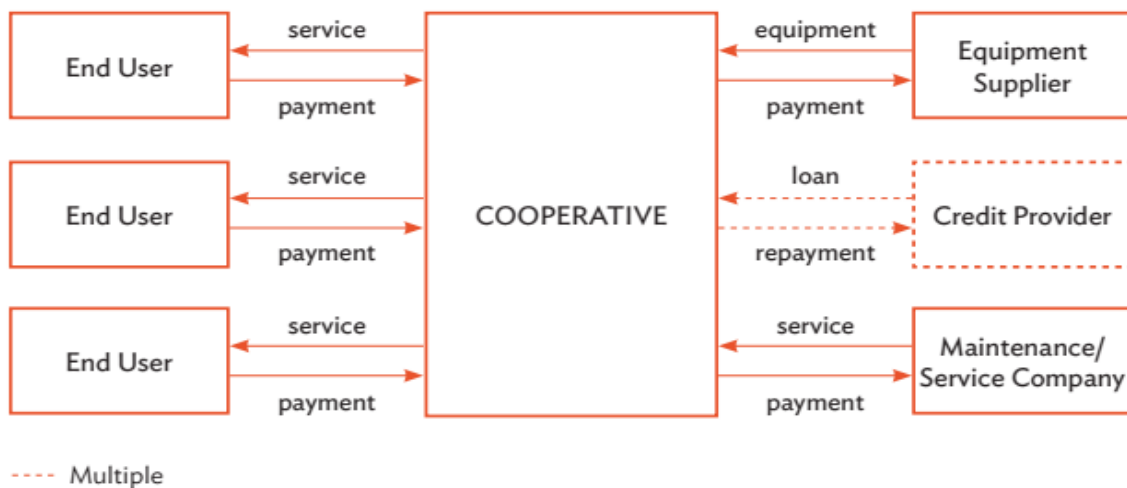 service
End User
payment
service
End User
payment
service
End User
payment
COOPERATIVE
equipment
Equipment
Supplier
payment
loan
Credit Provider
repayment
service
Maintenance/
Service Company
payment
Multiple